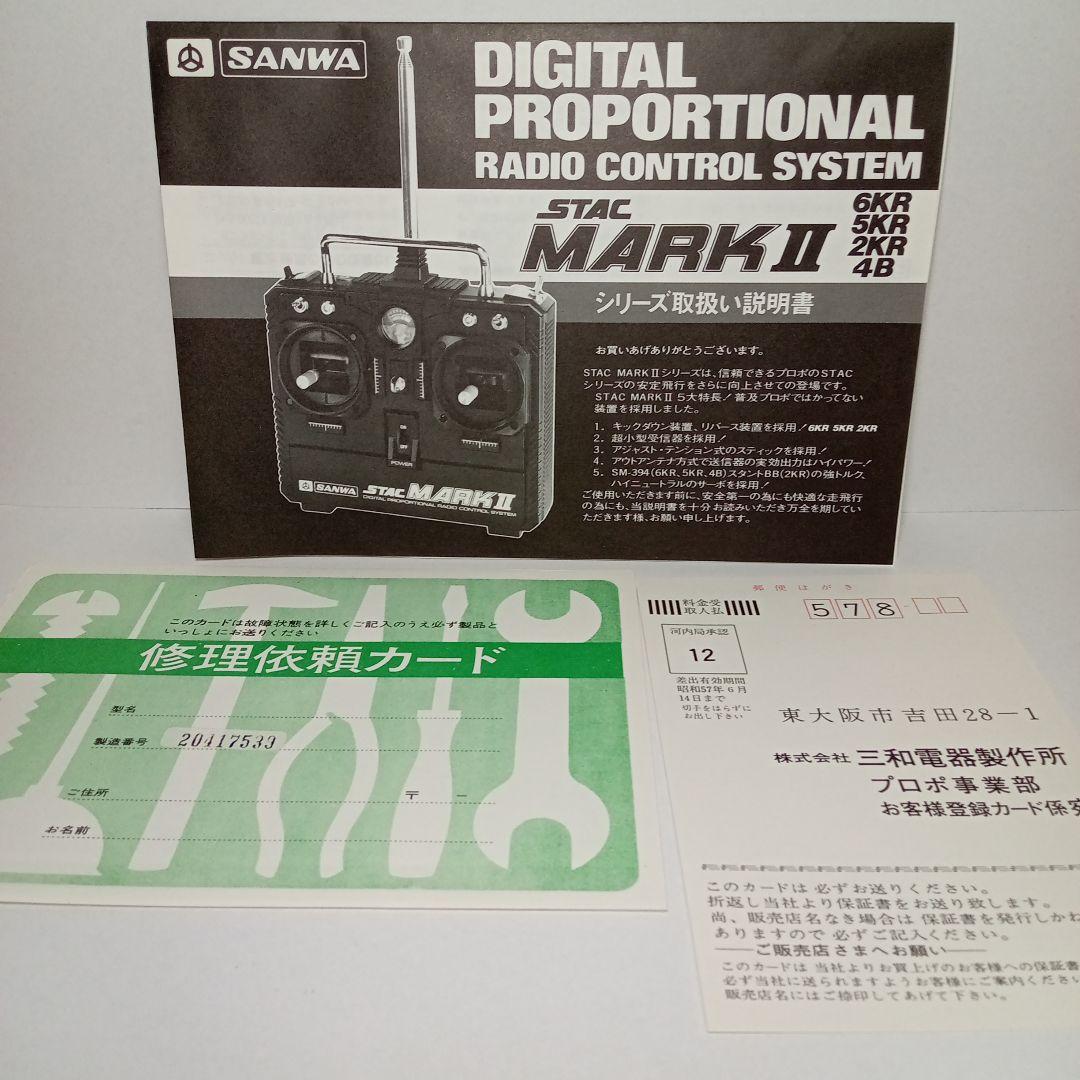 SANWA
DIGITAL
PROPORTIONAL
RADIO CONTROL SYSTEM
STAC
MARK II
6KR
5KR
2KR
4B
シリーズ取扱い説明書
お買いあげありがとうございます。
STAC MARKⅡシリーズは、信頼できるプロポのSTAC
シリーズの安定飛行をさらに向上させての登場です。
STAC MARKⅡ 5大特長！普及プロポではかってない
装置を採用しました。
1. キックダウン装置、リバース装置を採用！6KR 5KR 2KR
2. 超小型受信器を採用！
3. アジャスト・テンション式のスティックを採用！
4. アウトアンテナ方式で送信器の実効出力はハイパワー！
5. SM-394(6KR、5KR、4B)スタントBB(2KR)の強トルク、
ハイニュートラルのサーボを採用！
ご使用いただきます前に、安全第一の為にも快適な走飛行
の為にも、当説明書を十分お読みいただき万全を期してい
ただきます様、お願い申し上げます。
ON
OFF
POWER
SANWA STAC MARK II
DIGITAL PROPORTIONAL RADIO CONTROL SYSTEM
このカードは故障状態を詳しくご記入のうえ必ず製品と
いっしょにお送りください
修理依頼カード
型名
製造番号 20417539
ご住所 〒 －
お名前
郵便はがき
料金受
取人払
578
河内局承認
12
差出有効期間
昭和57年6月
14日まで
切手をはらずに
お出し下さい
東大阪市吉田28－1
株式会社 三和電器製作所
プロポ事業部
お客様登録カード係
このカードは 必ずお送りください。
折返し当社より保証書をお送り致します。
尚、販売店名なき場合は 保証書を発行しかね
ありますので 必ずご記入ください。
――ご販売店さまへお願い――
このカードは 当社よりお買上げのお客様への保証書
必ず当社に送られますようお客様にご案内くださ
販売店名にはご捺印してあげて下さい。